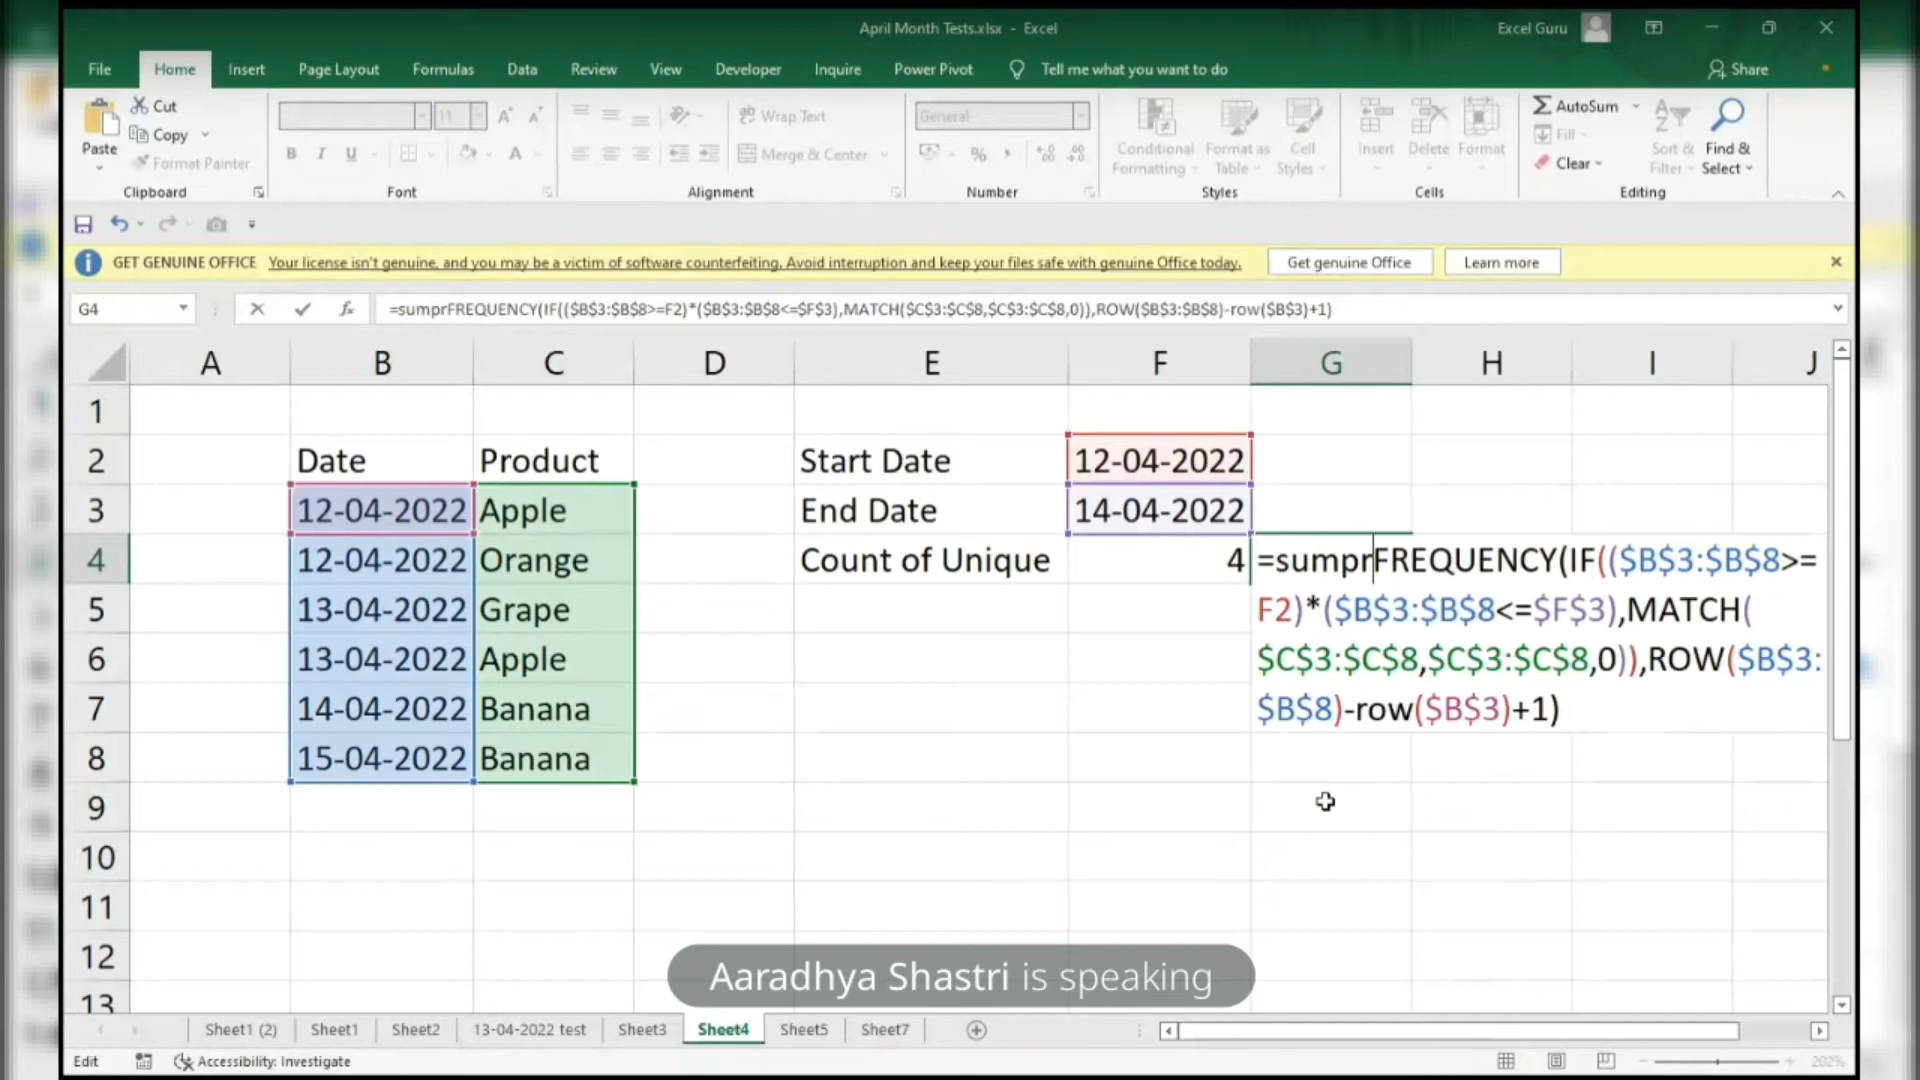 April Month Tests.xlsx - Excel
Excel Guru
File Home Insert Page Layout Formulas Data Review View Developer Inquire Power Pivot Tell me what you want to do Share
Paste
Cut
Copy
Format Painter
Clipboard
11
B I U
Font
Wrap Text
Merge & Center
Alignment
General
%
Number
Conditional Formatting
Format as Table
Cell Styles
Styles
Insert Delete Format
Cells
AutoSum
Fill
Clear
Sort & Filter
Find & Select
Editing
GET GENUINE OFFICE Your license isn't genuine, and you may be a victim of software counterfeiting. Avoid interruption and keep your files safe with genuine Office today. Get genuine Office Learn more
G4 fx =sumprFREQUENCY(IF(($B$3:$B$8>=F2)*($B$3:$B$8<=$F$3),MATCH($C$3:$C$8,$C$3:$C$8,0)),ROW($B$3:$B$8)-row($B$3)+1)
A B C D E F G H I J
1
2 Date Product Start Date 12-04-2022
3 12-04-2022 Apple End Date 14-04-2022
4 12-04-2022 Orange Count of Unique 4 =sumprFREQUENCY(IF(($B$3:$B$8>=
5 13-04-2022 Grape F2)*($B$3:$B$8<=$F$3),MATCH(
6 13-04-2022 Apple $C$3:$C$8,$C$3:$C$8,0)),ROW($B$3:
7 14-04-2022 Banana $B$8)-row($B$3)+1)
8 15-04-2022 Banana
9
10
11
12
13
Aaradhya Shastri is speaking
Sheet1 (2) Sheet1 Sheet2 13-04-2022 test Sheet3 Sheet4 Sheet5 Sheet7
Edit Accessibility: Investigate 202%